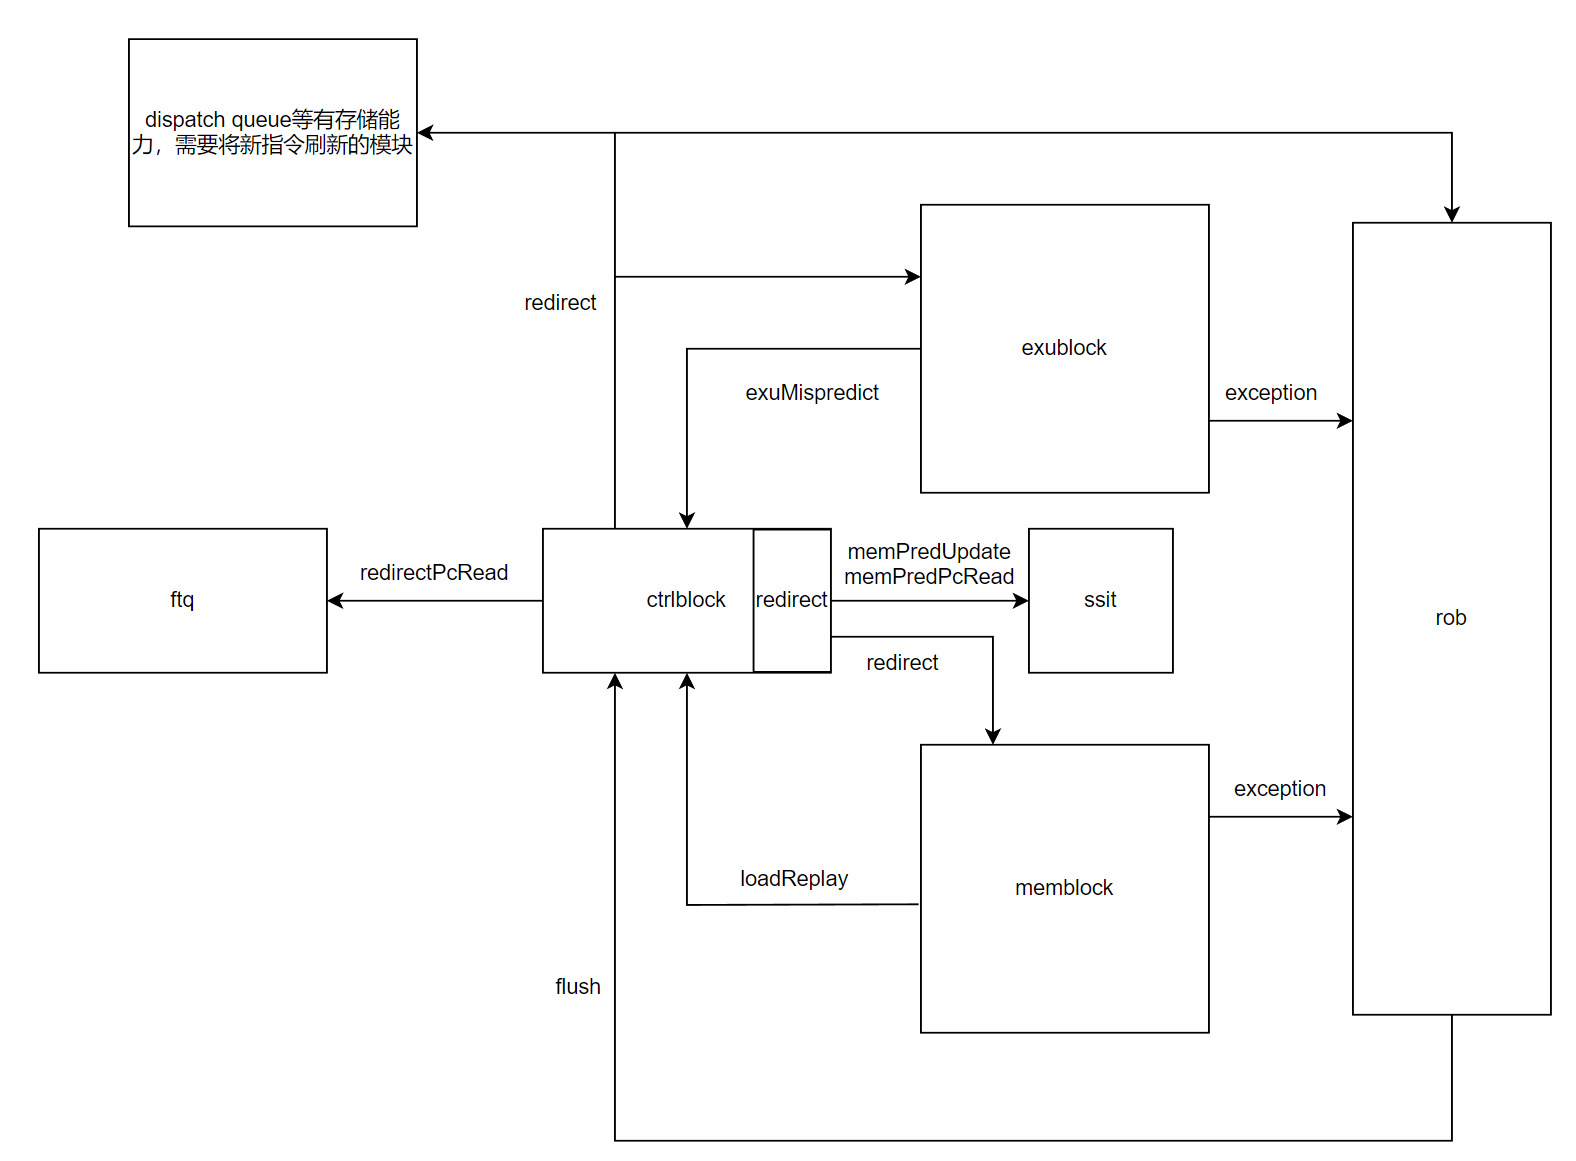 dispatch queue等有存储能
力，需要将新指令刷新的模块
redirect
exublock
exuMispredict
exception
redirectPcRead
ftq
ctrlblock
redirect
memPredUpdate
memPredPcRead
ssit
rob
redirect
exception
loadReplay
memblock
flush